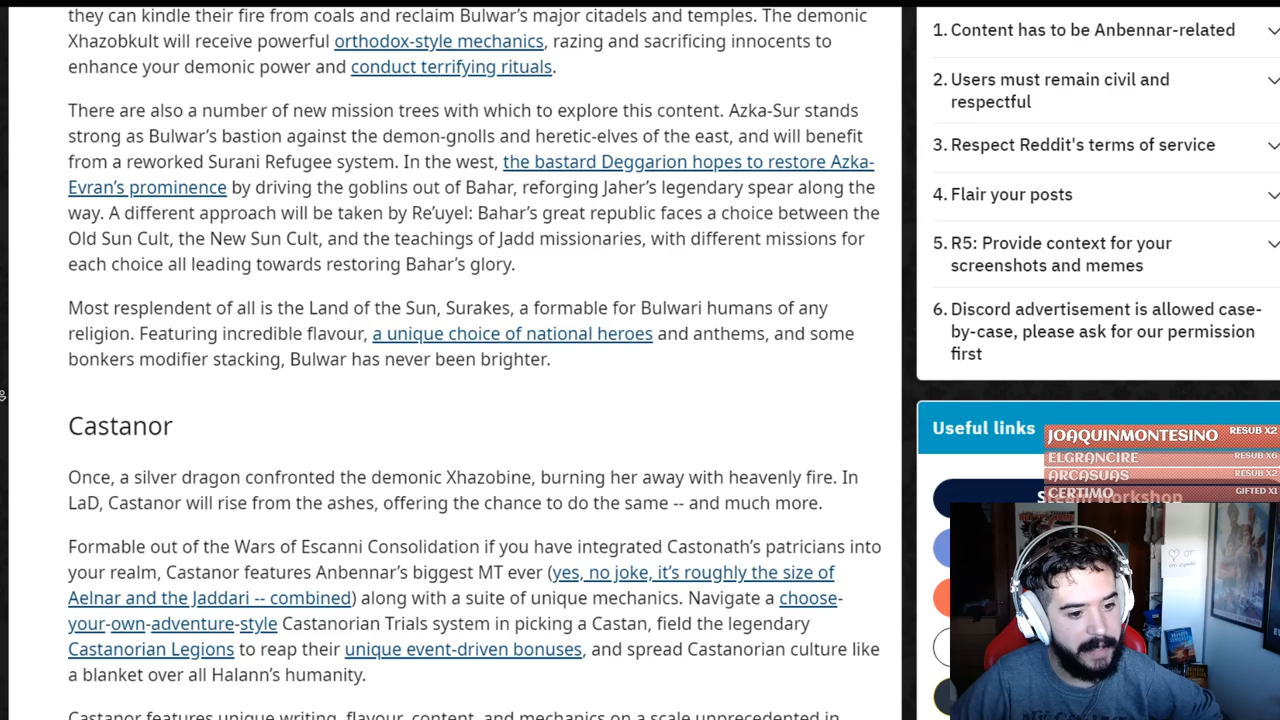 they can kindle their fire from coals and reclaim Bulwar's major citadels and temples. The demonic
Xhazobkult will receive powerful orthodox-style mechanics, razing and sacrificing innocents to
enhance your demonic power and conduct terrifying rituals.
There are also a number of new mission trees with which to explore this content. Azka-Sur stands
strong as Bulwar's bastion against the demon-gnolls and heretic-elves of the east, and will benefit
from a reworked Surani Refugee system. In the west, the bastard Deggarion hopes to restore Azka-
Evran's prominence by driving the goblins out of Bahar, reforging Jaher's legendary spear along the
way. A different approach will be taken by Re'uyel: Bahar's great republic faces a choice between the
Old Sun Cult, the New Sun Cult, and the teachings of Jadd missionaries, with different missions for
each choice all leading towards restoring Bahar's glory.
Most resplendent of all is the Land of the Sun, Surakes, a formable for Bulwari humans of any
religion. Featuring incredible flavour, a unique choice of national heroes and anthems, and some
bonkers modifier stacking, Bulwar has never been brighter.
Castanor
Once, a silver dragon confronted the demonic Xhazobine, burning her away with heavenly fire. In
LaD, Castanor will rise from the ashes, offering the chance to do the same -- and much more.
Formable out of the Wars of Escanni Consolidation if you have integrated Castonath's patricians into
your realm, Castanor features Anbennar's biggest MT ever (yes, no joke, it's roughly the size of
Aelnar and the Jaddari -- combined) along with a suite of unique mechanics. Navigate a choose-
your-own-adventure-style Castanorian Trials system in picking a Castan, field the legendary
Castanorian Legions to reap their unique event-driven bonuses, and spread Castanorian culture like
a blanket over all Halann's humanity.
Castanor features unique writing, flavour, content, and mechanics on a scale unprecedented in
1. Content has to be Anbennar-related
2. Users must remain civil and
respectful
3. Respect Reddit's terms of service
4. Flair your posts
5. R5: Provide context for your
screenshots and memes
6. Discord advertisement is allowed case-
by-case, please ask for our permission
first
Useful links
JOAQUINMONTESINO RESUB X2
ELGRANCIRE RESUB X6
ARCASUAS RESUB X2
CERTIMO GIFTED X1
Steam Workshop